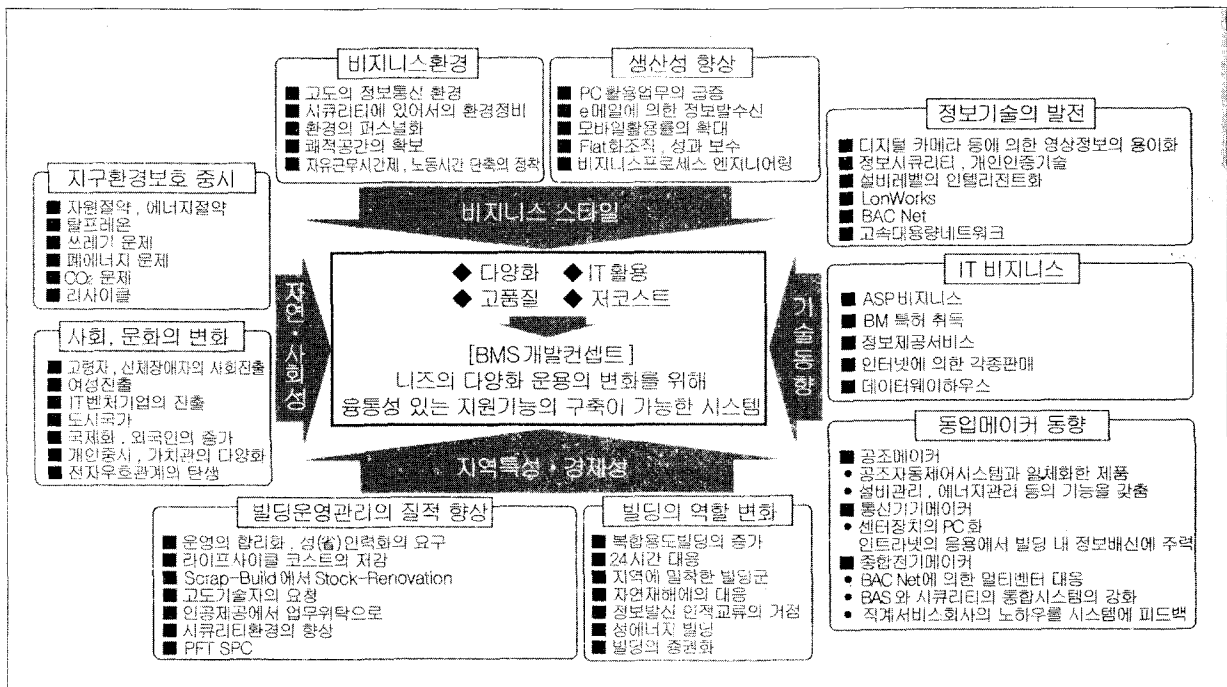 비지니스환경
■ 고도의 정보통신 환경
■ 시큐리티에 있어서의 환경정비
■ 환경의 퍼스널화
■ 쾌적공간의 확보
■ 자유근무시간제, 노동시간 단축의 정착
생산성 향상
■ PC활용업무의 급증
■ e메일에 의한 정보발수신
■ 모바일활용률의 확대
■ Flat화조직, 성과 보수
■ 비지니스프로세스 엔지니어링
정보기술의 발전
■ 디지털 카메라 등에 의한 영상정보의 용이화
■ 정보시큐리티, 개인인증기술
■ 설비레벨의 인텔리전트화
■ LonWorks
■ BAC Net
■ 고속대용량네트워크
지구환경보호 중시
■ 자원절약, 에너지절약
■ 탈프레온
■ 쓰레기 문제
■ 폐에너지 문제
■ CO₂ 문제
■ 리사이클
비지니스 스타일
◆ 다양화 ◆ IT활용
◆ 고품질 ◆ 저코스트
[BMS개발컨셉트]
니즈의 다양화 운용의 변화를 위해
융통성 있는 지원기능의 구축이 가능한 시스템
자연·사회성
기술동향
IT 비지니스
■ ASP비지니스
■ BM 특허 취득
■ 정보제공서비스
■ 인터넷에 의한 각종판매
■ 데이터웨이하우스
사회, 문화의 변화
■ 고령자, 신체장애자의 사회진출
■ 여성진출
■ IT벤처기업의 진출
■ 도시국가
■ 국제화, 외국인의 증가
■ 개인중시, 가치관의 다양화
■ 전자우호관계의 탄생
지역특성·경제성
동입메이커 동향
■ 공조메이커
• 공조자동제어시스템과 일체화한 제품
• 설비관리, 에너지관리 등의 기능을 갖춤
■ 통신기기메이커
• 센터장치의 PC화
인트라넷의 응용에서 빌딩 내 정보배신에 주력
■ 중합전기메이커
• BAC Net에 의한 멀티벤터 대응
• BAS와 시큐리티의 통합시스템의 강화
• 직계서비스회사의 노하우를 시스템에 피드백
빌딩운영관리의 질적 향상
■ 운영의 합리화, 성(省)인력화의 요구
■ 라이프사이클 코스트의 저감
■ Scrap-Build에서 Stock-Renovation
■ 고도기술자의 요청
■ 인공제공에서 업무위탁으로
■ 시큐리티환경의 향상
■ PFT SPC
빌딩의 역할 변화
■ 복합용도빌딩의 증가
■ 24시간 대응
■ 지역에 밀착한 빌딩군
■ 자연재해에의 대응
■ 정보발신 인적교류의 거점
■ 성에너지 빌딩
■ 빌딩의 증권화